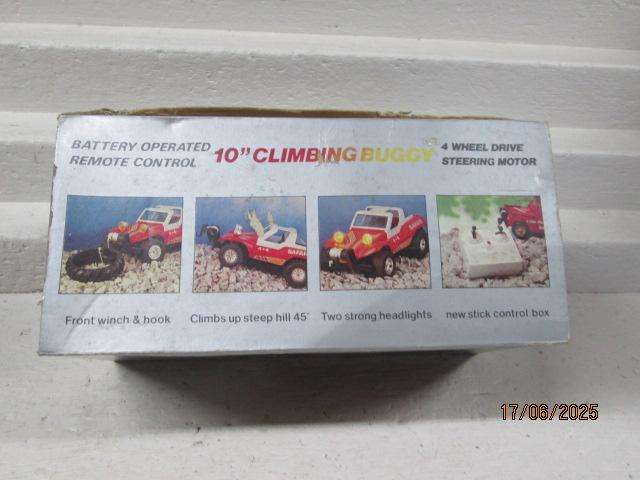 BATTERY OPERATED
REMOTE CONTROL
10” CLIMBING BUGGY
4 WHEEL DRIVE
STEERING MOTOR
Front winch & hook
Climbs up steep hill 45°
Two strong headlights
new stick control box
17/06/2025